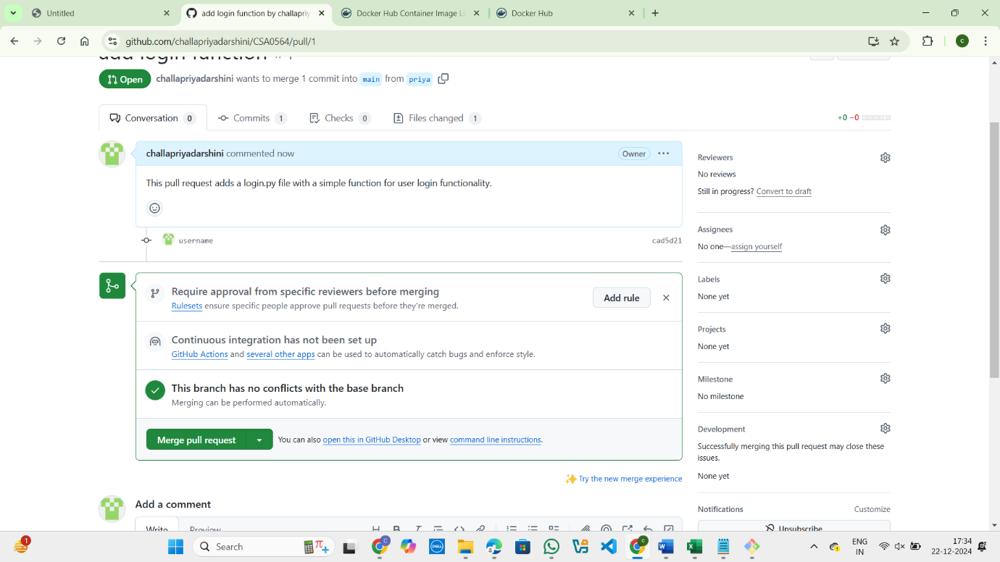 Untitled
add login function by challapriy
Docker Hub Container Image Li
Docker Hub
github.com/challapriyadarshini/CSA0564/pull/1
C
add login function
Open
challapriyadarshini wants to merge 1 commit into main from priya
Conversation 0
Commits 1
Checks 0
Files changed 1
+0 −0
challapriyadarshini commented now
Owner
This pull request adds a login.py file with a simple function for user login functionality.
username
cad5d21
Require approval from specific reviewers before merging
Rulesets ensure specific people approve pull requests before they're merged.
Add rule
Continuous integration has not been set up
GitHub Actions and several other apps can be used to automatically catch bugs and enforce style.
This branch has no conflicts with the base branch
Merging can be performed automatically.
Merge pull request
You can also open this in GitHub Desktop or view command line instructions.
Try the new merge experience
Add a comment
Write
Preview
Reviewers
No reviews
Still in progress? Convert to draft
Assignees
No one—assign yourself
Labels
None yet
Projects
None yet
Milestone
No milestone
Development
Successfully merging this pull request may close these
issues.
None yet
Notifications
Customize
Unsubscribe
1
Search
ENG
IN
17:34
22-12-2024